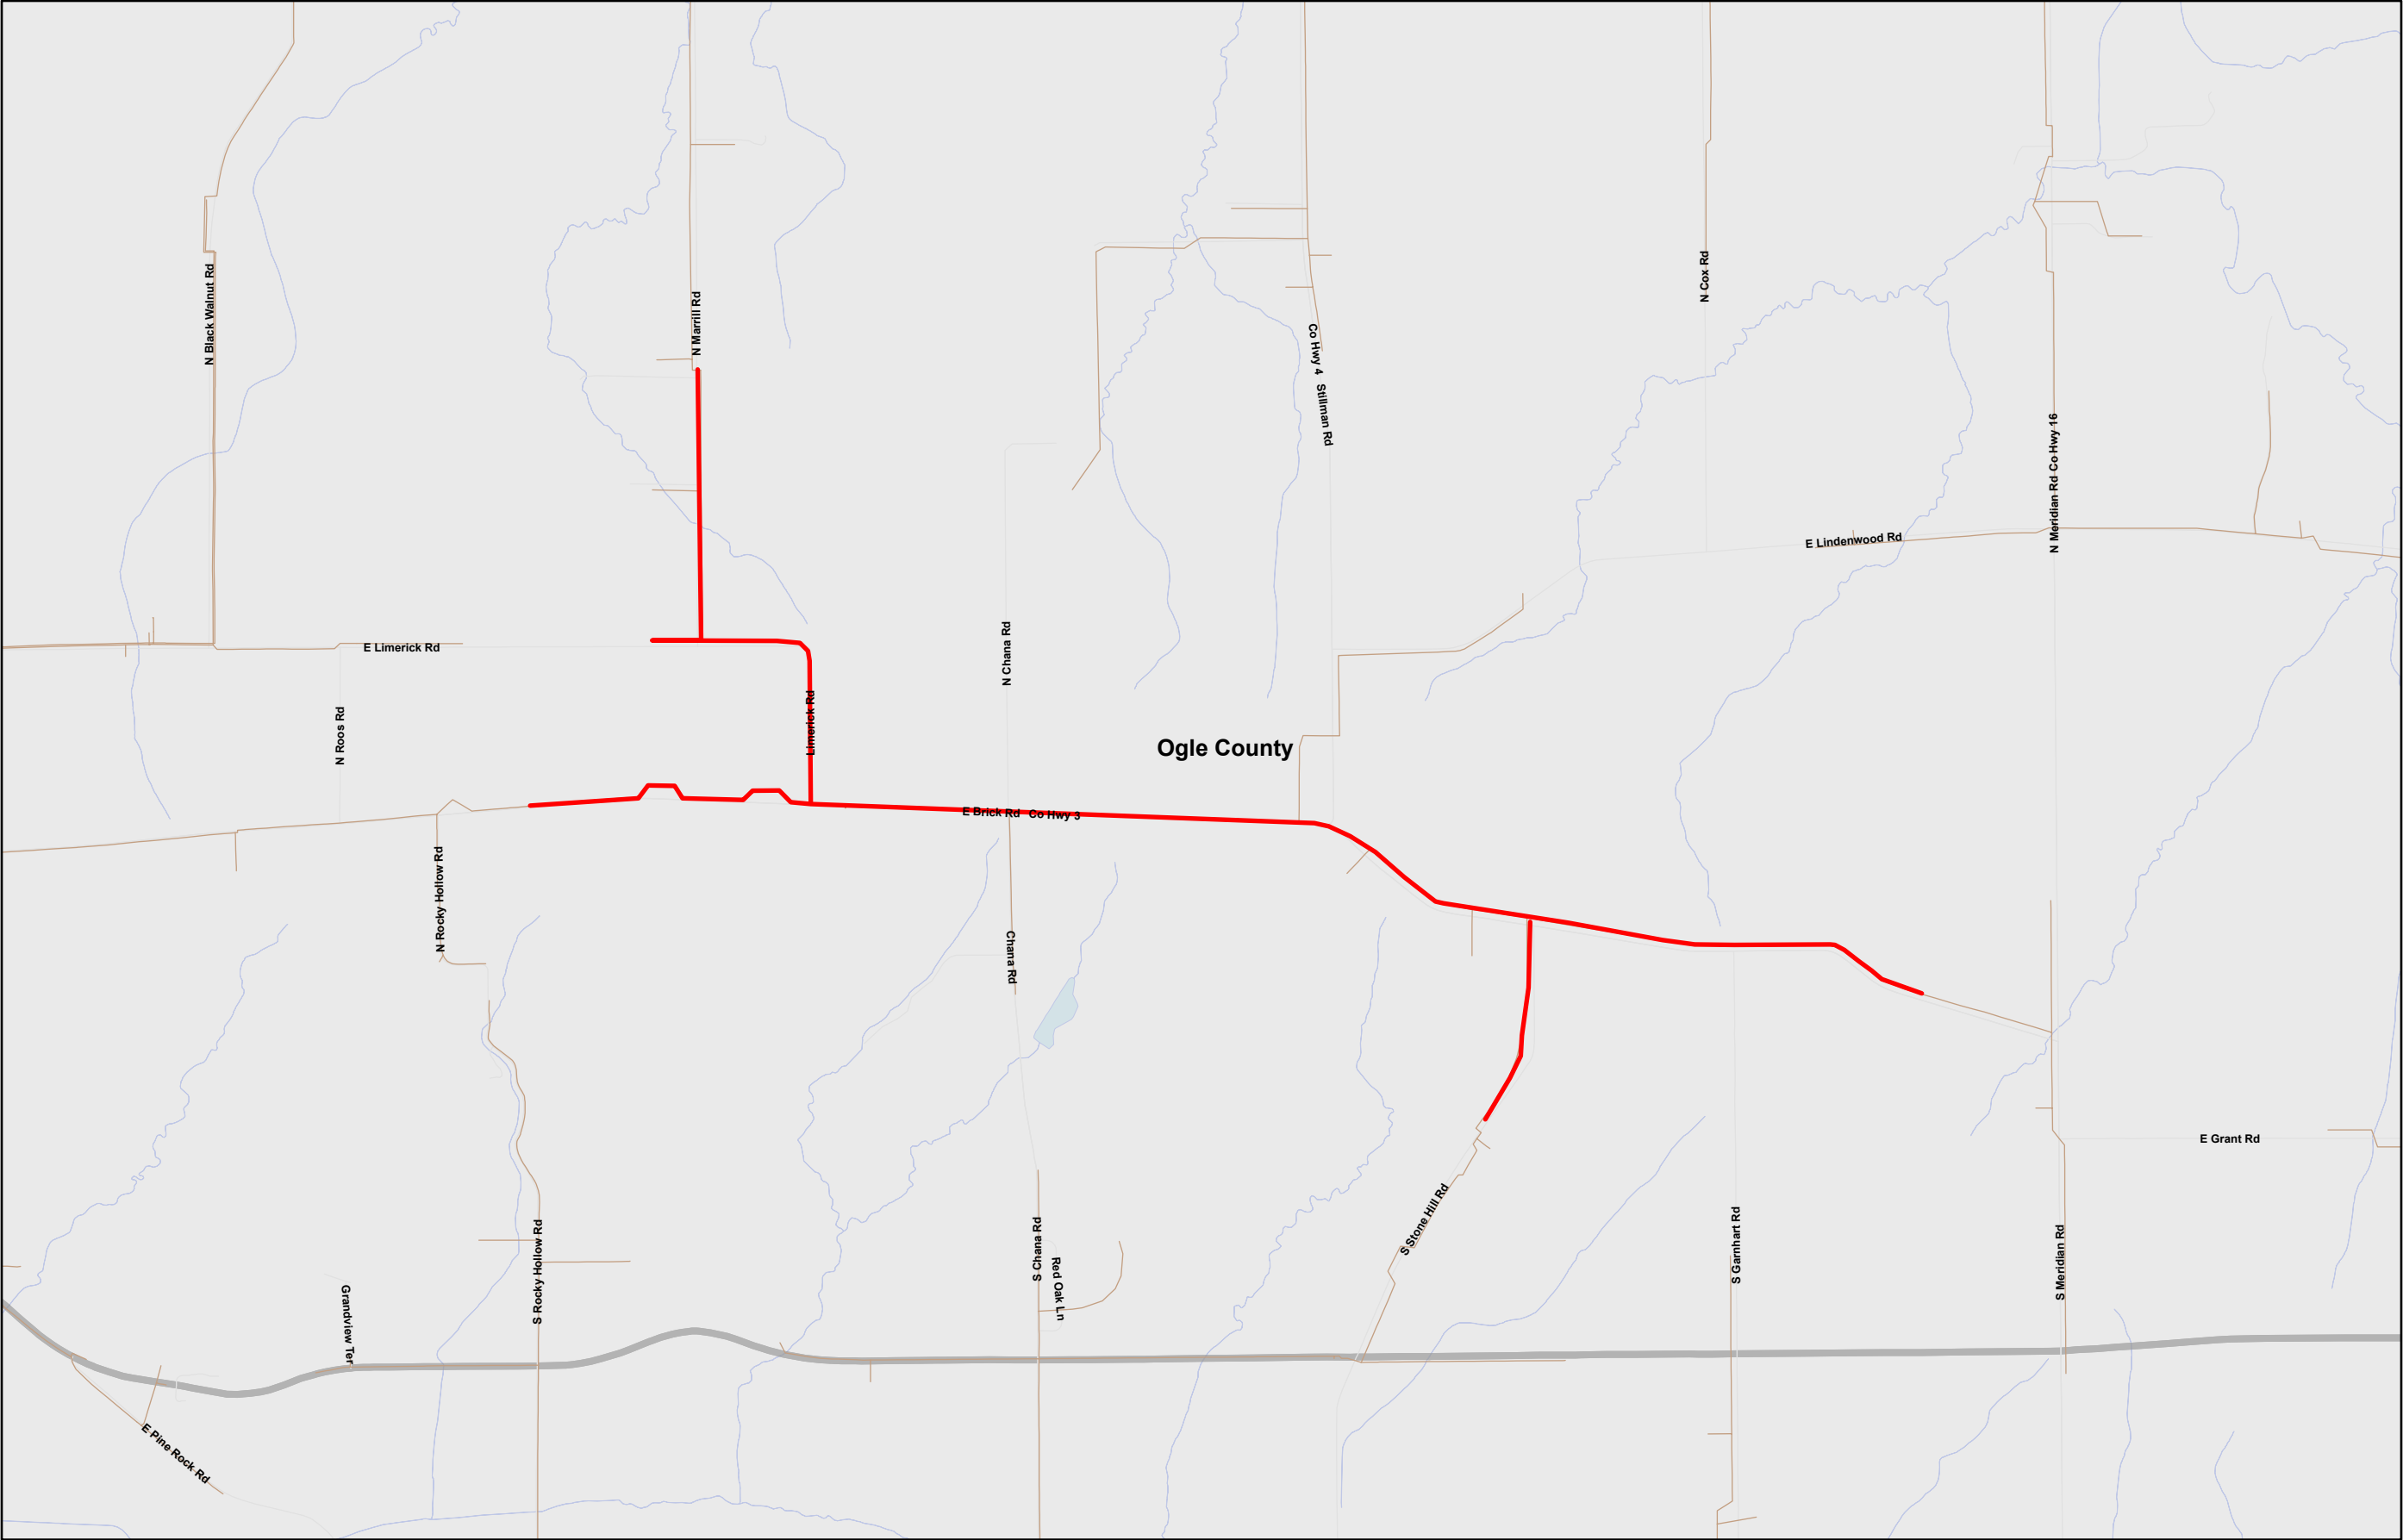 N Black Walnut Rd
N Marrill Rd
N Cox Rd
Co Hwy 4 Stillman Rd
N Meridian Rd Co Hwy 16
E Lindenwood Rd
E Limerick Rd
N Chana Rd
N Roos Rd
Limerick Rd
Ogle County
E Brick Rd Co Hwy 3
N Rocky Hollow Rd
Chana Rd
E Grant Rd
S Stone Hill Rd
S Rocky Hollow Rd
S Chana Rd
Red Oak Ln
S Garnhart Rd
S Meridian Rd
Grandview Ter
E Pine Rock Rd